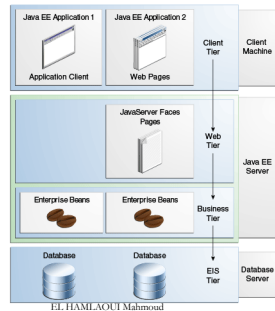 Java EE Application 1
Java EE Application 2
Application Client
Web Pages
Client
Tier
Client
Machine
JavaServer Faces
Pages
Web
Tier
Java EE
Server
Enterprise Beans
Enterprise Beans
Business
Tier
Database
Database
EIS
Tier
Database
Server
EL HAMLAOUI Mahmoud